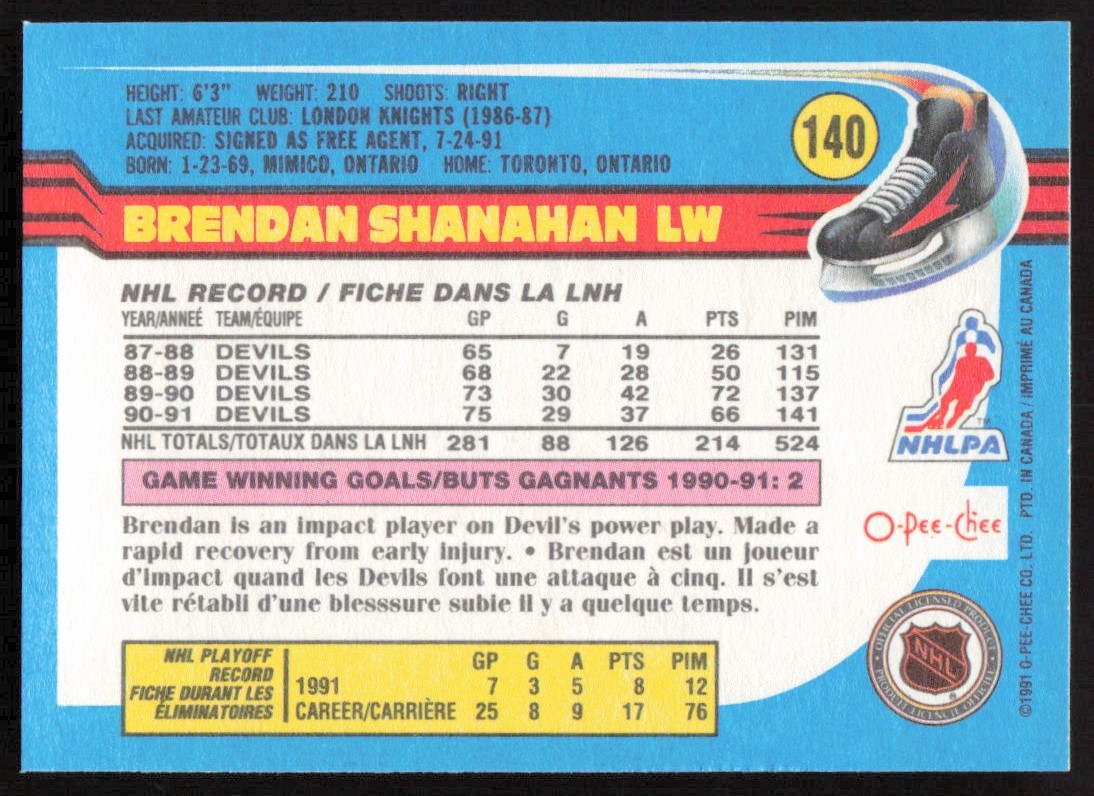 HEIGHT: 6'3" WEIGHT: 210 SHOOTS: RIGHT
LAST AMATEUR CLUB: LONDON KNIGHTS (1986-87)
ACQUIRED: SIGNED AS FREE AGENT, 7-24-91
BORN: 1-23-69, MIMICO, ONTARIO HOME: TORONTO, ONTARIO
140
BRENDAN SHANAHAN LW
NHL RECORD / FICHE DANS LA LNH
YEAR/ANNEÉ TEAM/ÉQUIPE GP G A PTS PIM
87-88 DEVILS 65 7 19 26 131
88-89 DEVILS 68 22 28 50 115
89-90 DEVILS 73 30 42 72 137
90-91 DEVILS 75 29 37 66 141
NHL TOTALS/TOTAUX DANS LA LNH 281 88 126 214 524
GAME WINNING GOALS/BUTS GAGNANTS 1990-91: 2
Brendan is an impact player on Devil's power play. Made a
rapid recovery from early injury. • Brendan est un joueur
d'impact quand les Devils font une attaque à cinq. Il s'est
vite rétabli d'une blesssure subie il y a quelque temps.
NHL PLAYOFF
RECORD
FICHE DURANT LES
ÉLIMINATOIRES
GP G A PTS PIM
1991 7 3 5 8 12
CAREER/CARRIÈRE 25 8 9 17 76
NHLPA
TM
O-Pee-Chee
OFFICIAL LICENSED PRODUCT
NHL
®
PRODUIT LICENCIÉ OFFICIEL
©1991 O-PEE-CHEE CO. LTD. PTD. IN CANADA / IMPRIMÉ AU CANADA